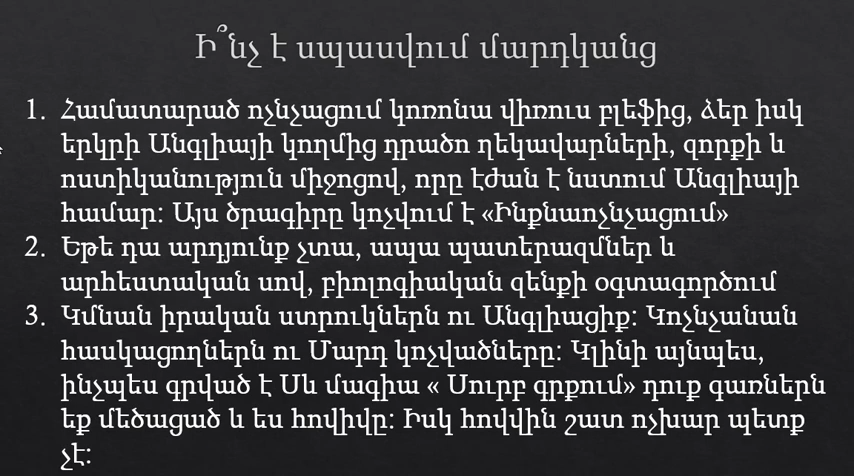 Ի՞նչ է սպասվում մարդկանց
1. Համատարած ոչնչացում կոռոնա վիռուս բլեֆից, ձեր իսկ
երկրի Անգլիայի կողմից դրածո ղեկավարների, զորքի և
ոստիկանություն միջոցով, որը էժան է նստում Անգլիայի
համար: Այս ծրագիրը կոչվում է «Ինքնաոչնչացում»
2. Եթե դա արդյունք չտա, ապա պատերազմներ և
արհեստական սով, բիոլոգիական զենքի օգտագործում
3. Կմնան իրական ստրուկներն ու Անգլիացիք: Կոչնչանան
հասկացողներն ու Մարդ կոչվածները: Կլինի այնպես,
ինչպես գրված է Սև մագիա « Սուրբ գրքում» դուք գառներն
եք մեծացած և ես հովիվը: Իսկ հովվին շատ ոչխար պետք
չէ: